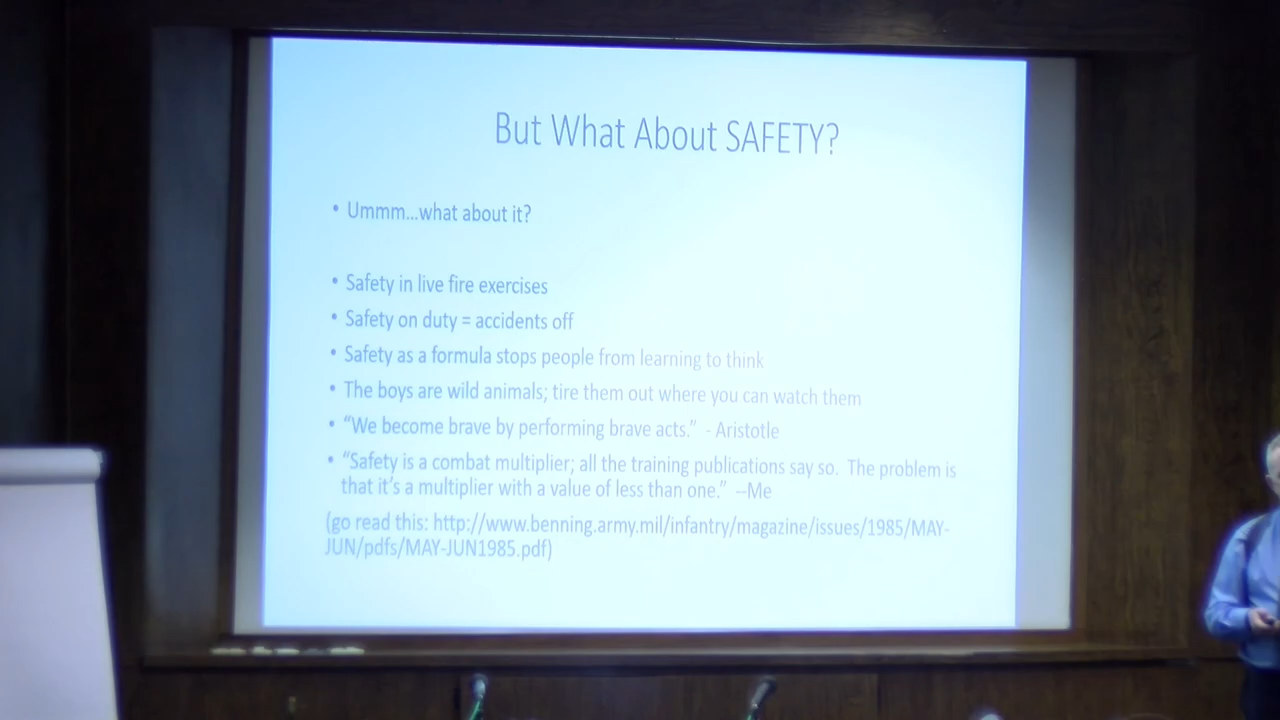 But What About SAFETY?
• Ummm...what about it?
• Safety in live fire exercises
• Safety on duty = accidents off
• Safety as a formula stops people from learning to think
• The boys are wild animals; tire them out where you can watch them
• “We become brave by performing brave acts.” - Aristotle
• “Safety is a combat multiplier; all the training publications say so. The problem is
that it’s a multiplier with a value of less than one.” --Me
(go read this: http://www.benning.army.mil/infantry/magazine/issues/1985/MAY-
JUN/pdfs/MAY-JUN1985.pdf)